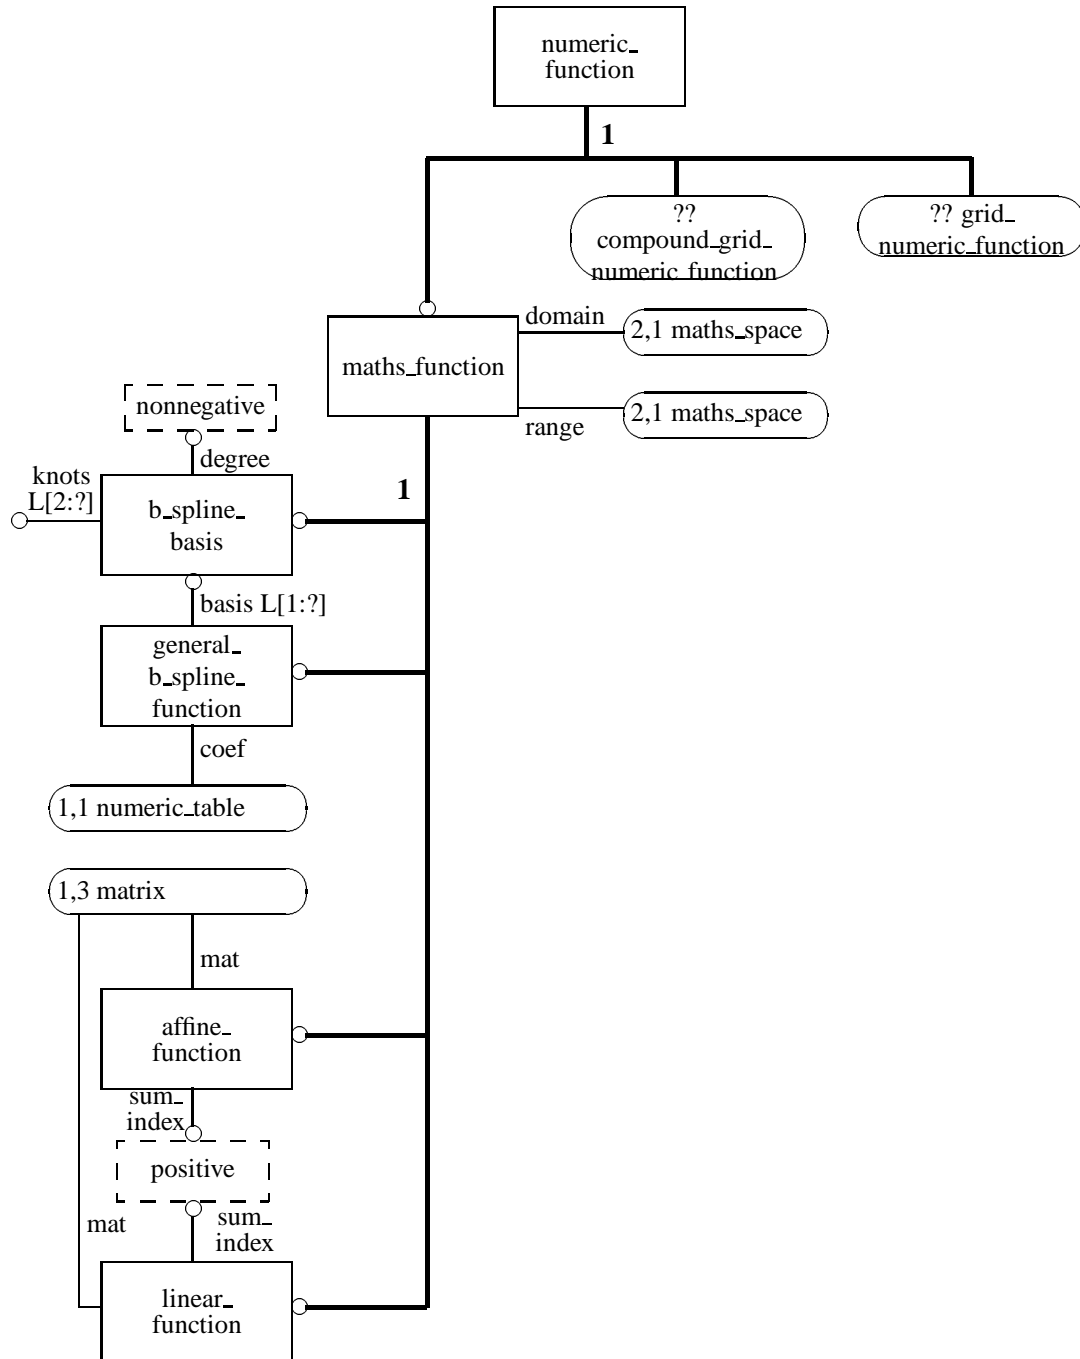 numeric_
function
1
??
compound_grid_
numeric_function
?? grid_
numeric_function
domain
2,1 maths_space
maths_function
2,1 maths_space
range
nonnegative
degree
knots
L[2:?]
1
b_spline_
basis
basis L[1:?]
general_
b_spline_
function
coef
1,1 numeric_table
1,3 matrix
mat
affine_
function
sum_
index
positive
mat
sum_
index
linear_
function